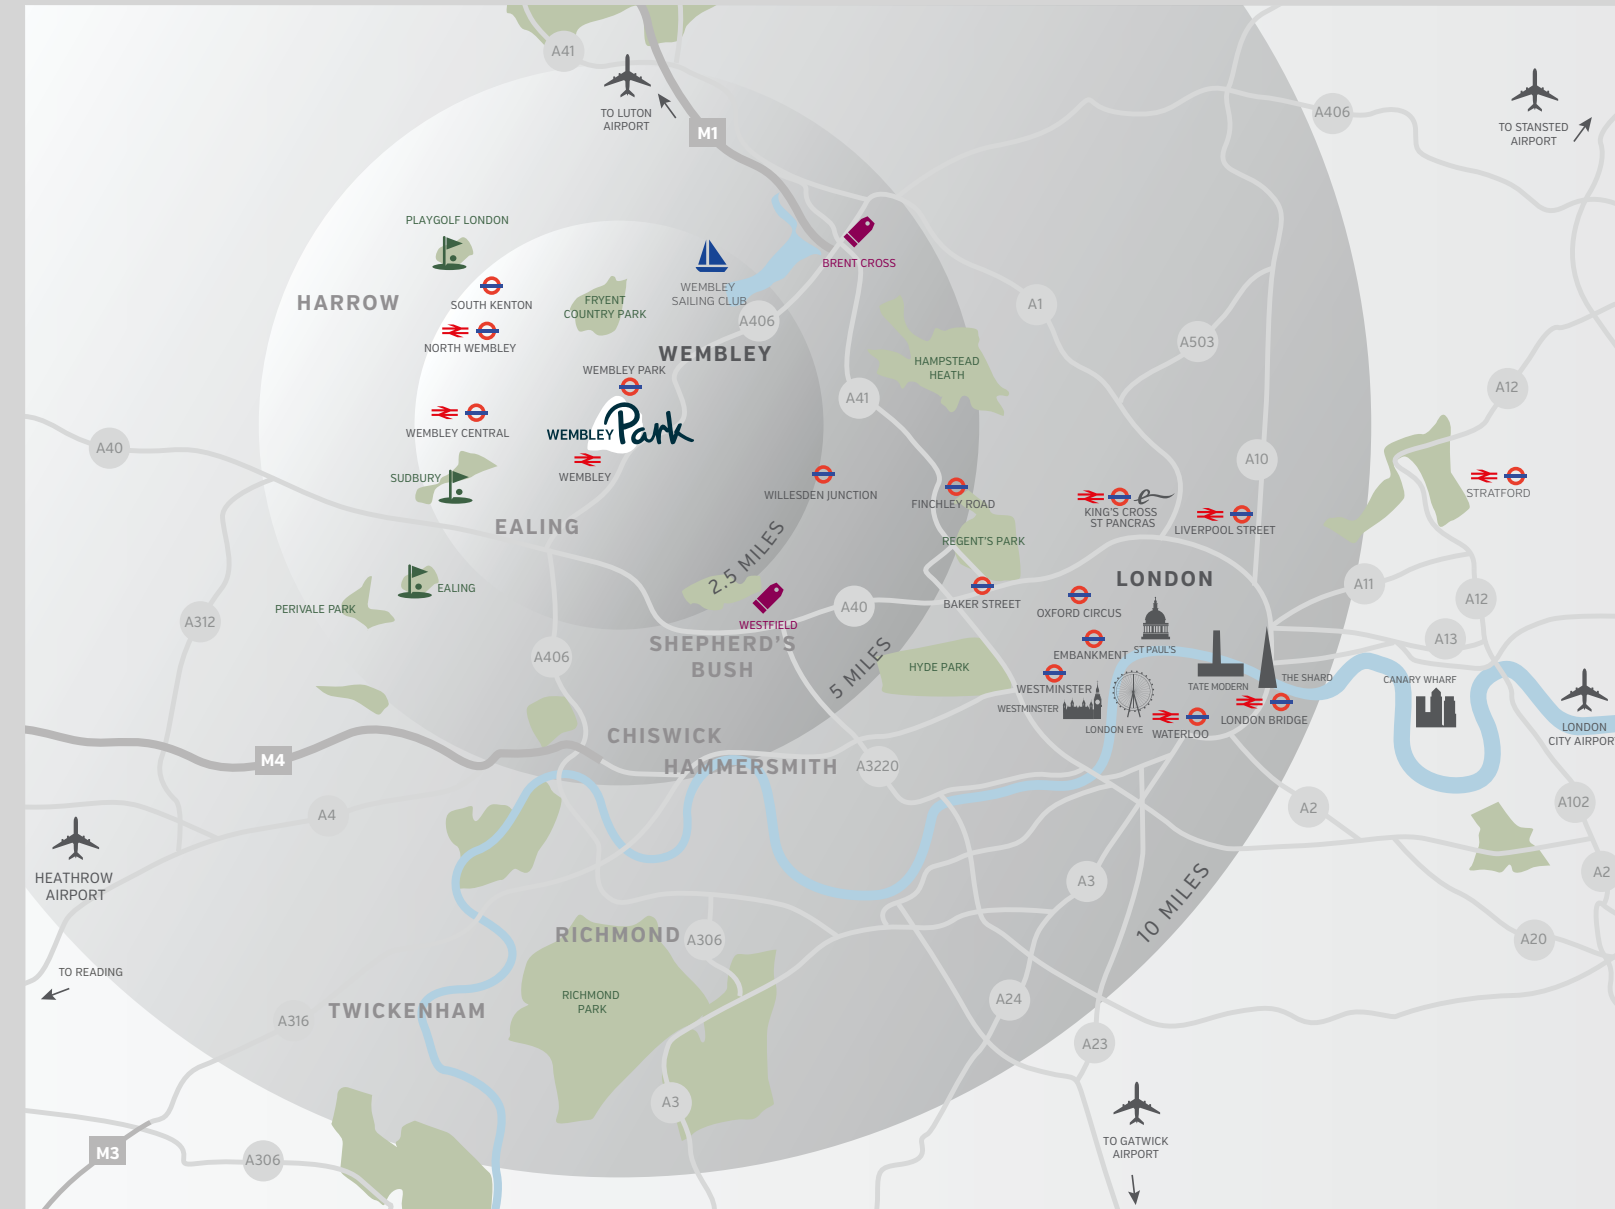 A41
TO LUTON
AIRPORT
M1
A406
TO STANSTED
AIRPORT
PLAYGOLF LONDON
BRENT CROSS
HARROW
SOUTH KENTON
FRYENT
COUNTRY PARK
WEMBLEY
SAILING CLUB
A406
A1
NORTH WEMBLEY
WEMBLEY
A503
WEMBLEY PARK
HAMPSTEAD
HEATH
A41
A12
WEMBLEY CENTRAL
WEMBLEY Park
A40
A10
SUDBURY
WEMBLEY
WILLESDEN JUNCTION
FINCHLEY ROAD
KING'S CROSS
ST PANCRAS
LIVERPOOL STREET
STRATFORD
EALING
2.5 MILES
REGENT'S PARK
LONDON
EALING
PERIVALE PARK
A312
WESTFIELD
A40
BAKER STREET
OXFORD CIRCUS
A11
A12
A13
SHEPHERD'S
BUSH
A406
5 MILES
HYDE PARK
EMBANKMENT
ST PAUL'S
WESTMINSTER
WESTMINSTER
TATE MODERN
THE SHARD
CANARY WHARF
LONDON EYE
WATERLOO
LONDON BRIDGE
LONDON
CITY AIRPOR
CHISWICK
M4
HAMMERSMITH
A3220
A4
A2
A102
HEATHROW
AIRPORT
A3
10 MILES
A2
RICHMOND
A306
A20
TO READING
RICHMOND
PARK
TWICKENHAM
A316
A24
A23
A3
M3
A306
TO GATWICK
AIRPORT